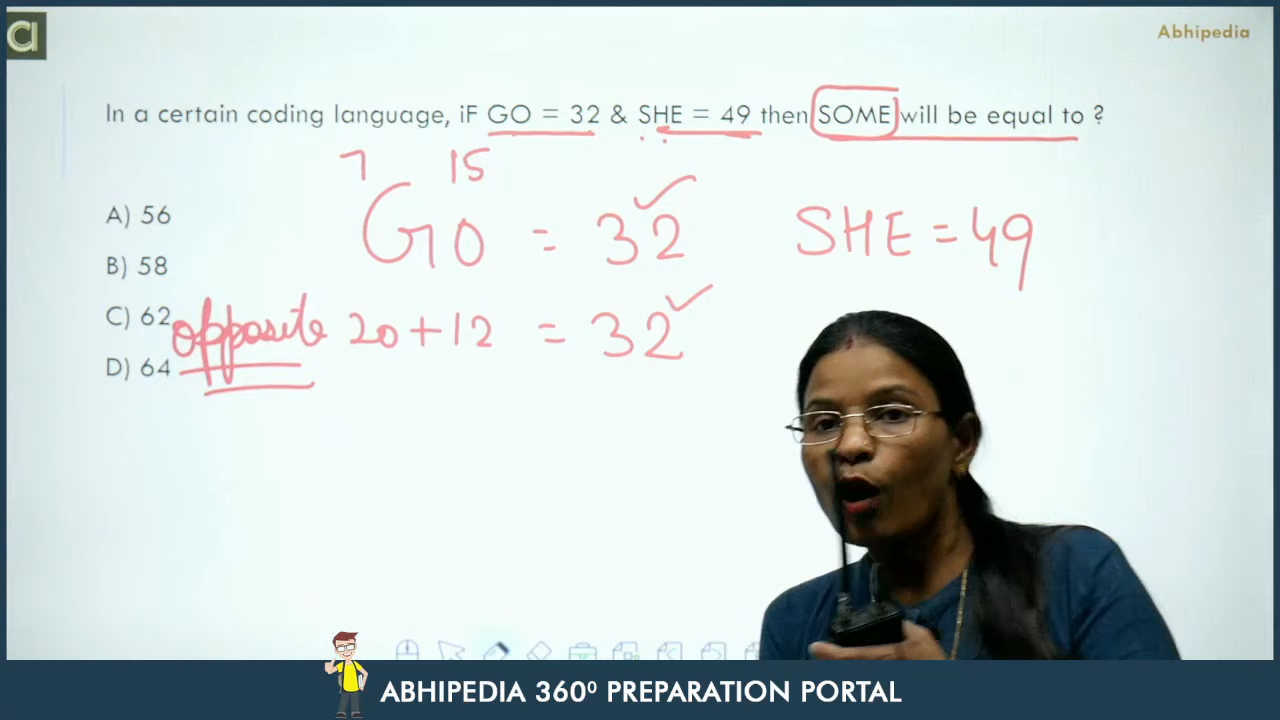 a
Abhipedia
In a certain coding language, iF GO = 32 & SHE = 49 then SOME will be equal to ?
7 15
GO = 32 SHE = 49
A) 56
B) 58
C) 62
opposite 20+12 = 32
D) 64
ABHIPEDIA 360⁰ PREPARATION PORTAL